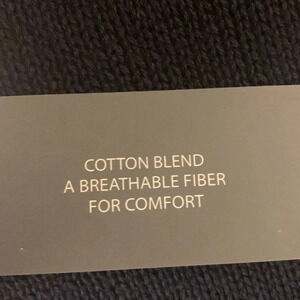 COTTON BLEND
A BREATHABLE FIBER
FOR COMFORT